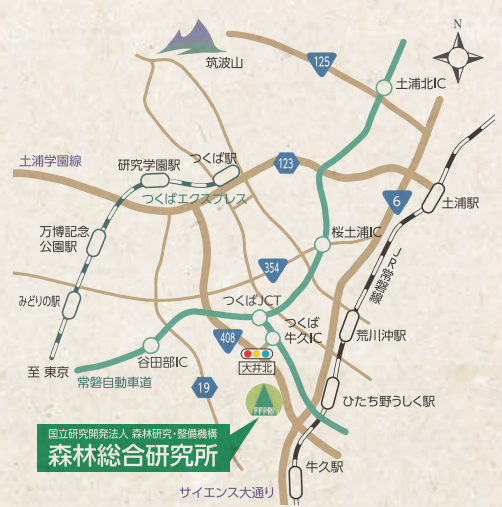 N
筑波山
125
土浦北IC
土浦学園線
研究学園駅
つくば駅
123
つくばエクスプレス
6
土浦駅
万博記念
公園駅
桜土浦IC
JR常磐線
354
みどりの駅
つくばJCT
つくば
牛久IC
荒川沖駅
408
谷田部IC
大井北
至 東京
常磐自動車道
19
ひたち野うしく駅
FFPRI
国立研究開発法人 森林研究・整備機構
森林総合研究所
牛久駅
サイエンス大通り